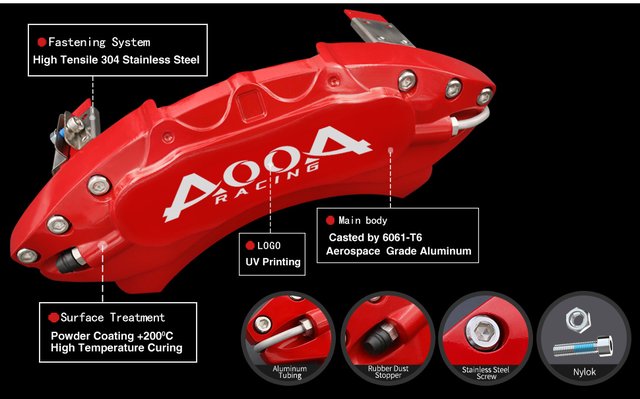 Fastening System
High Tensile 304 Stainless Steel
AOOA
RACING
Main body
Casted by 6061-T6
Aerospace Grade Aluminum
LOGO
UV Printing
Surface Treatment
Powder Coating +200ºC
High Temperature Curing
Aluminum
Tubing
Rubber Dust
Stopper
Stainless Steel
Screw
Nylok